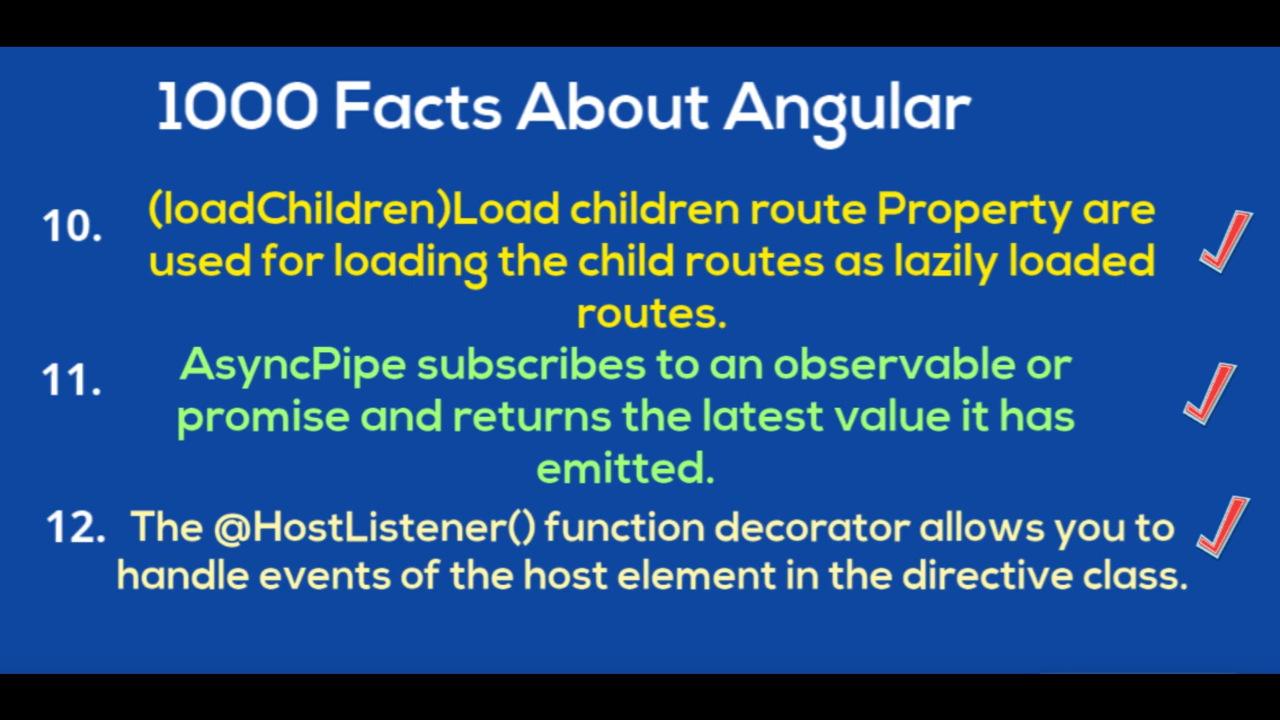 1000 Facts About Angular
10. (loadChildren)Load children route Property are
used for loading the child routes as lazily loaded
routes.
11. AsyncPipe subscribes to an observable or
promise and returns the latest value it has
emitted.
12. The @HostListener() function decorator allows you to
handle events of the host element in the directive class.